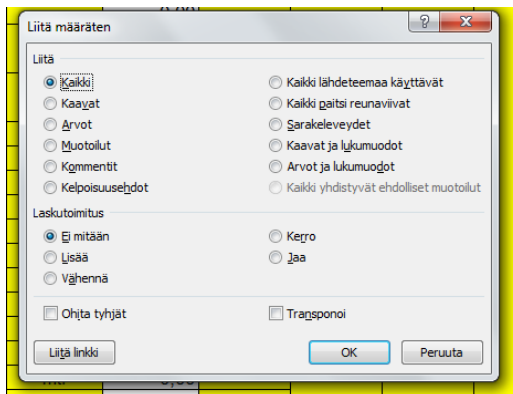 Liitä määräten
Liitä
Kaikki
Kaavat
Arvot
Muotoilut
Kommentit
Kelpoisuusehdot
Kaikki lähdeteemaa käyttävät
Kaikki paitsi reunaviivat
Sarakeleveydet
Kaavat ja lukumuodot
Arvot ja lukumuodot
Kaikki yhdistyvät ehdolliset muotoilut
Laskutoimitus
Ei mitään
Lisää
Vähennä
Kerro
Jaa
Ohita tyhjät
Transponoi
Liitä linkki
OK
Peruuta